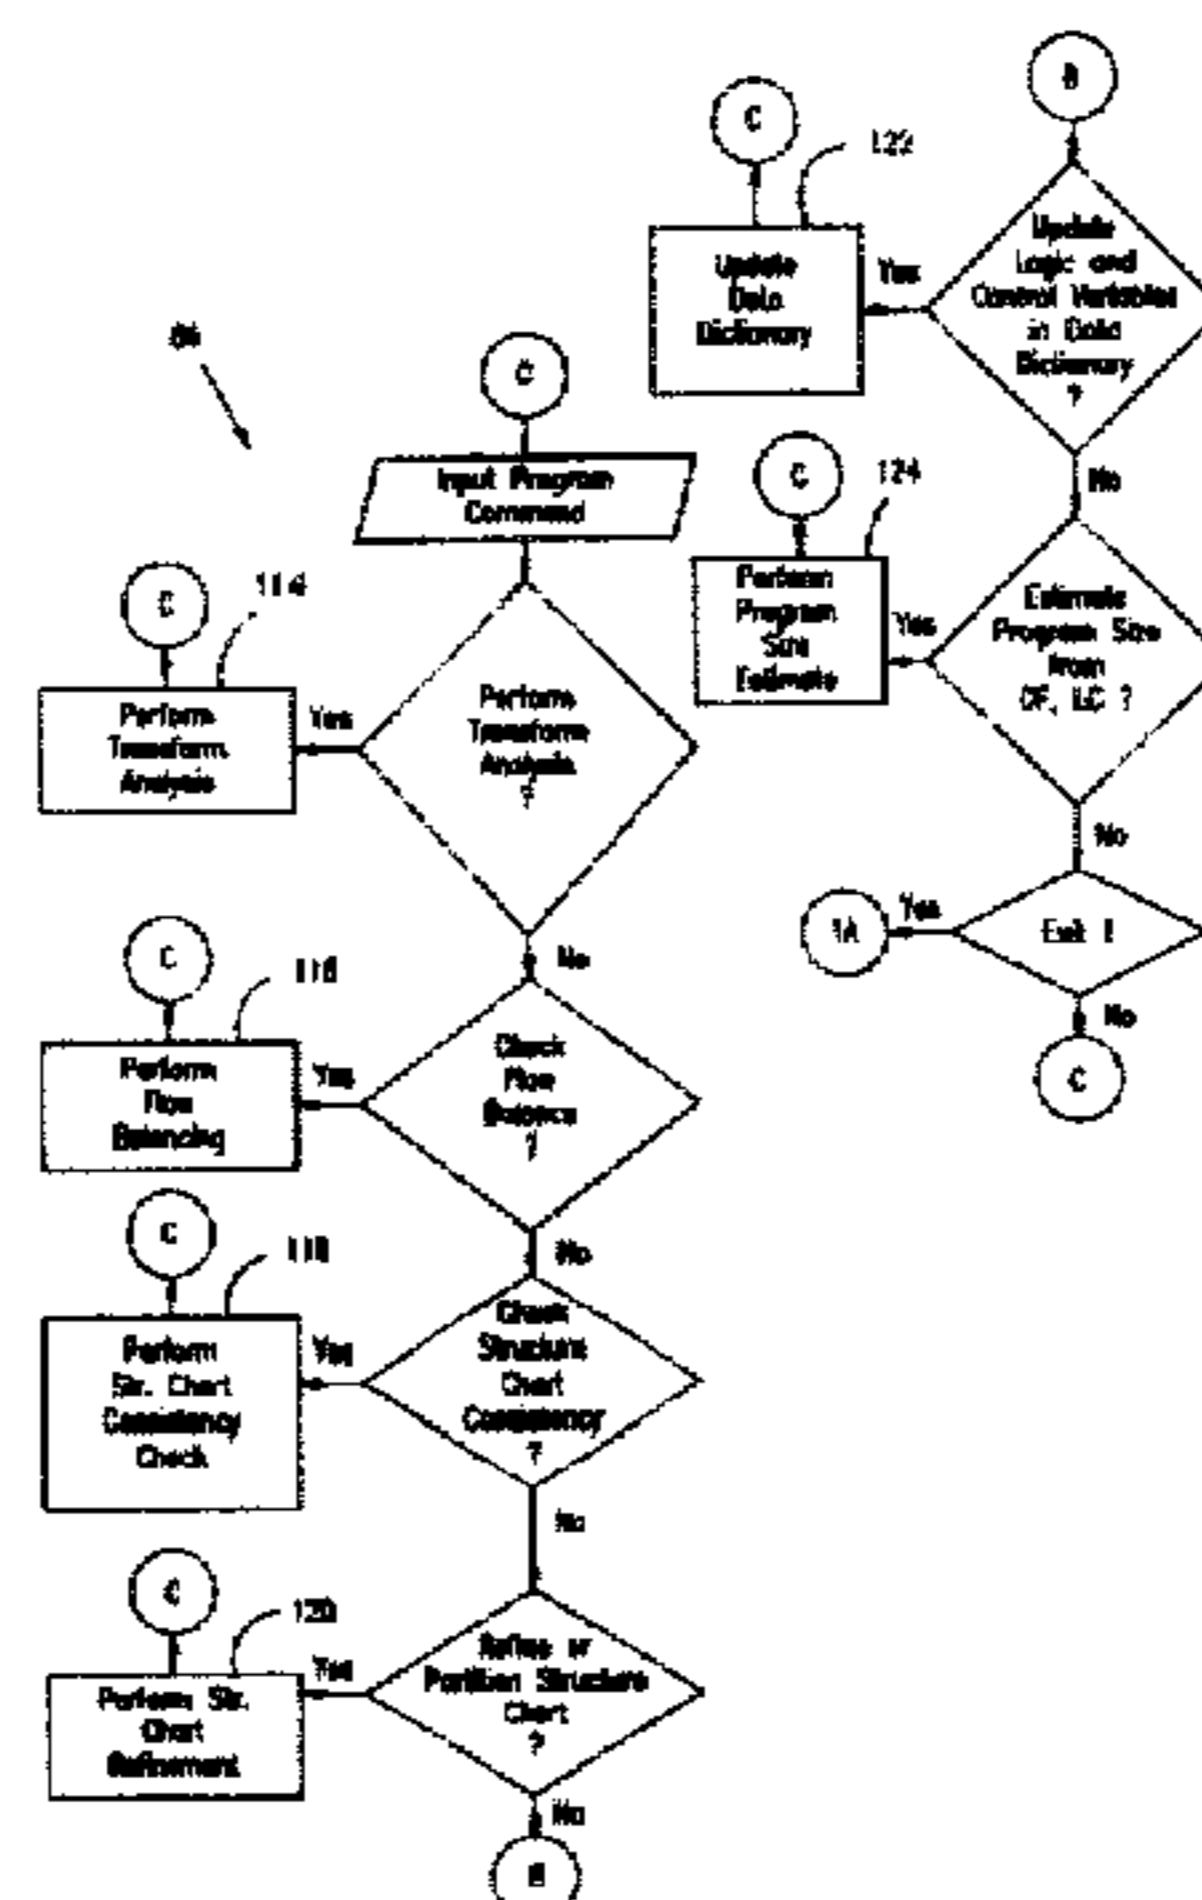 C
Input Program
Command
114
C
Perform
Transform
Analysis
Yes
Perform
Transform
Analysis
?
No
116
C
Perform
Flow
Balancing
Yes
Check
Flow
Balance
?
No
118
C
Perform
Str. Chart
Consistency
Check
Yes
Check
Structure
Chart
Consistency
?
No
120
C
Perform Str.
Chart
Refinement
Yes
Refine or
Partition Structure
Chart
?
No
C
122
Update
Data
Dictionary
Yes
Update
Logic and
Control Variables
in Data
Dictionary
?
No
C
124
Perform
Program
Size
Estimate
Yes
Estimate
Program Size
from
?
No
1A
Yes
Exit ?
No
C